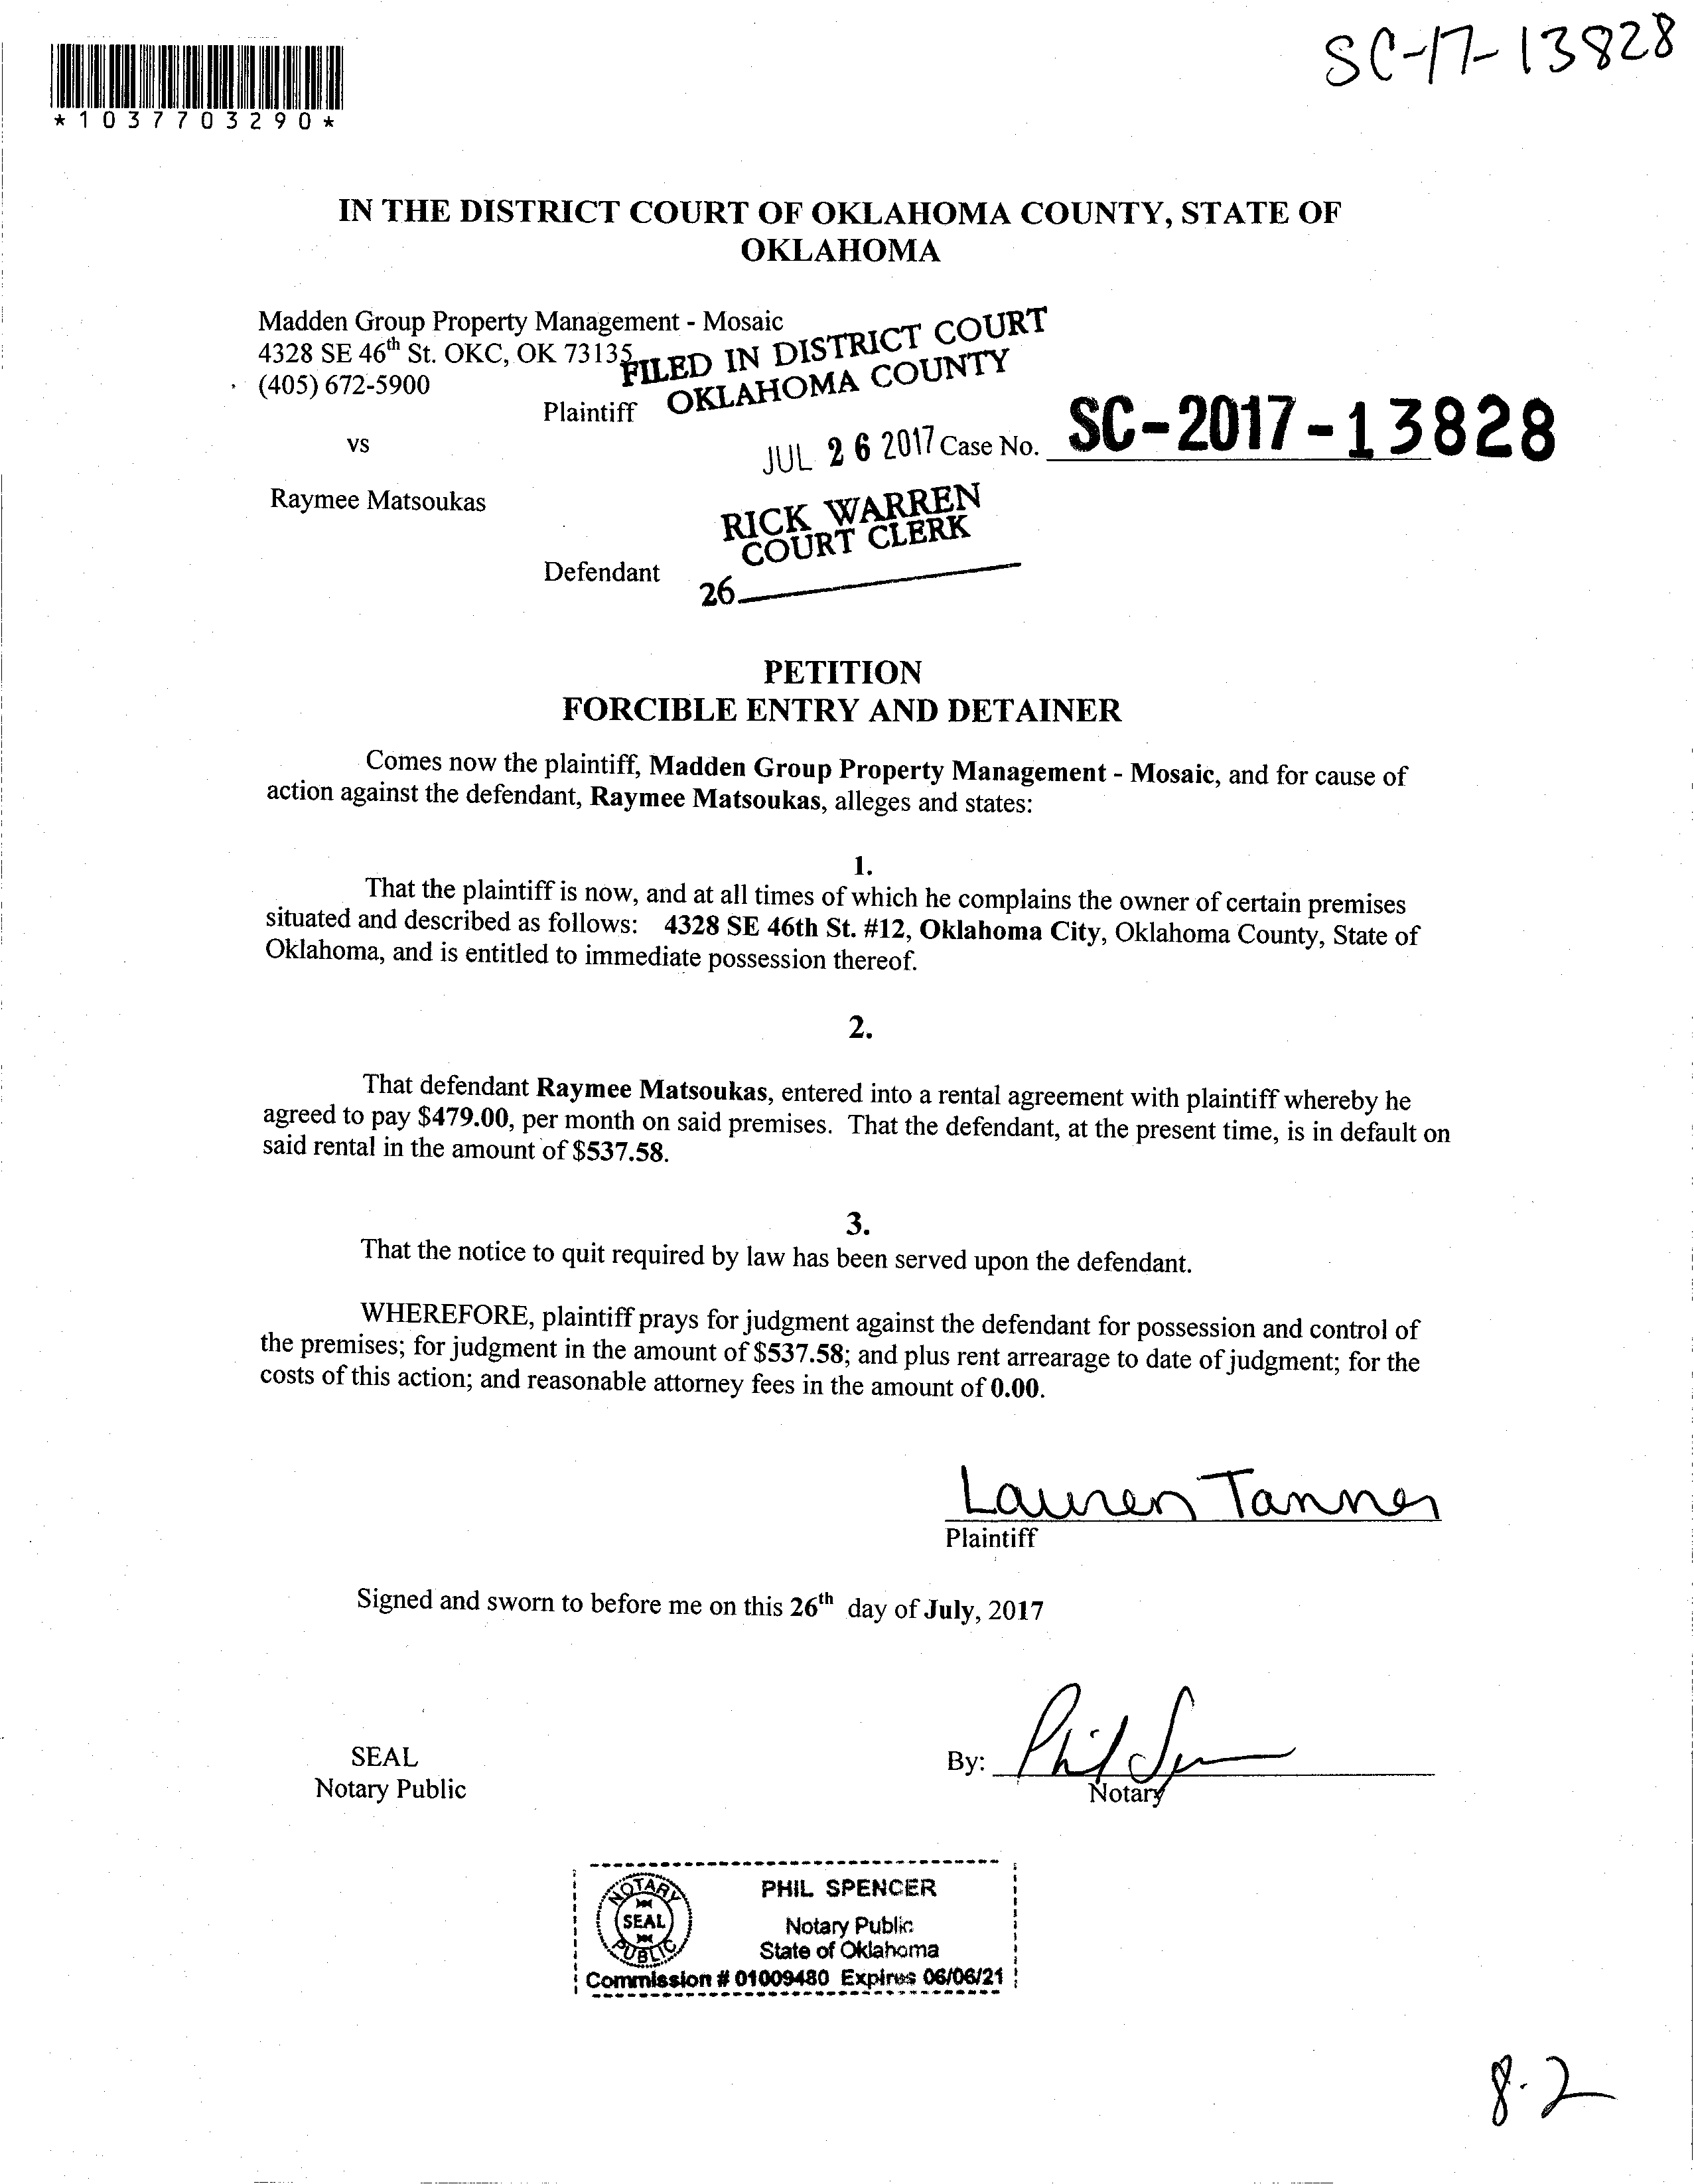 SC-17-13828
*1037703290*
IN THE DISTRICT COURT OF OKLAHOMA COUNTY, STATE OF
OKLAHOMA
Madden Group Property Management - Mosaic
4328 SE 46th St. OKC, OK 73135
(405) 672-5900
Plaintiff
FILED IN DISTRICT COURT
OKLAHOMA COUNTY
vs
JUL 26 2017
Case No. SC-2017-13828
Raymee Matsoukas
RICK WARREN
COURT CLERK
Defendant
26
PETITION
FORCIBLE ENTRY AND DETAINER
Comes now the plaintiff, Madden Group Property Management - Mosaic, and for cause of
action against the defendant, Raymee Matsoukas, alleges and states:
1.
That the plaintiff is now, and at all times of which he complains the owner of certain premises
situated and described as follows: 4328 SE 46th St. #12, Oklahoma City, Oklahoma County, State of
Oklahoma, and is entitled to immediate possession thereof.
2.
That defendant Raymee Matsoukas, entered into a rental agreement with plaintiff whereby he
agreed to pay $479.00, per month on said premises. That the defendant, at the present time, is in default on
said rental in the amount of $537.58.
3.
That the notice to quit required by law has been served upon the defendant.
WHEREFORE, plaintiff prays for judgment against the defendant for possession and control of
the premises; for judgment in the amount of $537.58; and plus rent arrearage to date of judgment; for the
costs of this action; and reasonable attorney fees in the amount of 0.00.
Lauren Tanner
Plaintiff
Signed and sworn to before me on this 26th day of July, 2017
SEAL
Notary Public
By: Phil
Notary
NOTARY
SEAL
PUBLIC
PHIL SPENCER
Notary Public
State of Oklahoma
Commission # 01009480 Expires 06/06/21
8-2